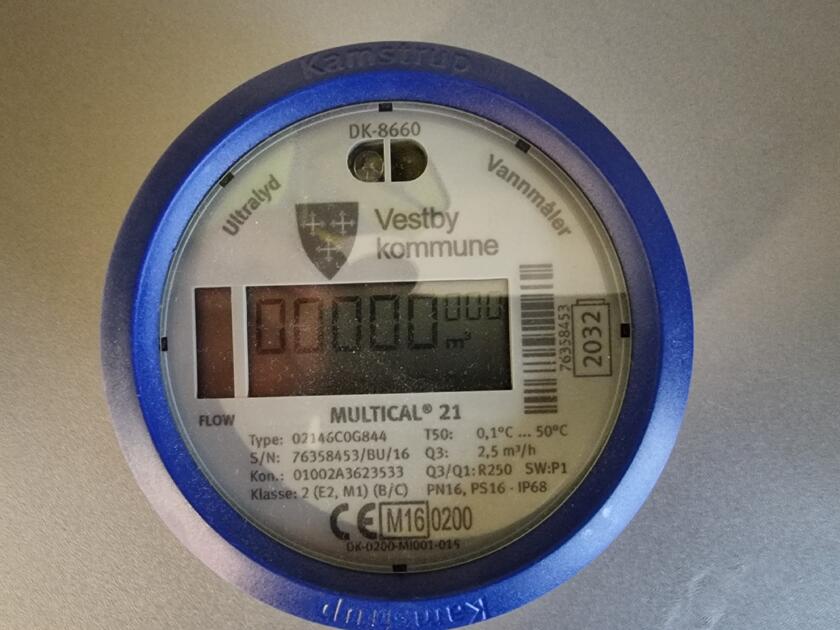 Kamstrup
DK-8660
Ultralyd
Vannmåler
Vestby
kommune
00000000
m³
76358453
2032
FLOW
MULTICAL® 21
Type: 02146C0G844 T50: 0,1°C ... 50°C
S/N: 76358453/BU/16 Q3: 2,5 m³/h
Kon.: 01002A3623533 Q3/Q1: R250 SW:P1
Klasse: 2 (E2, M1) (B/C) PN16, PS16 - IP68
CE M16 0200
DK-0200-MI001-015
Kamstrup